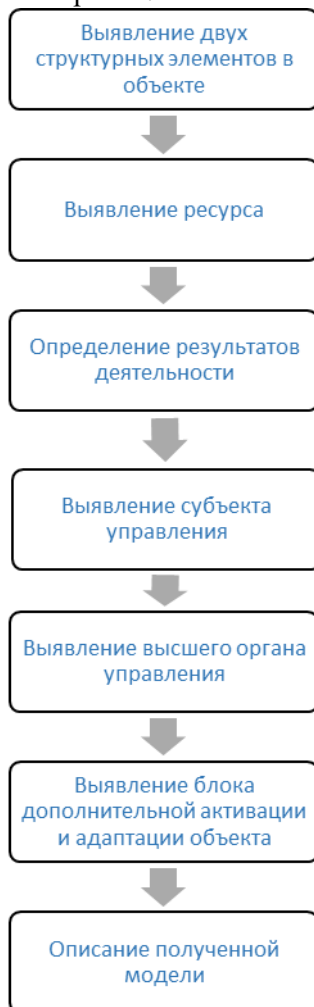 Выявление двух
структурных элементов в
объекте
Выявление ресурса
Определение результатов
деятельности
Выявление субъекта
управления
Выявление высшего органа
управления
Выявление блока
дополнительной активации
и адаптации объекта
Описание полученной
модели